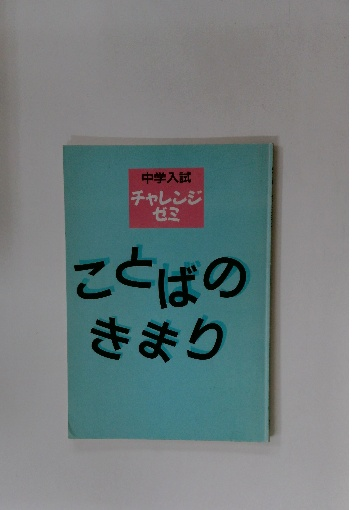 中学入試
チャレンジ
ゼミ
ことばの
きまり